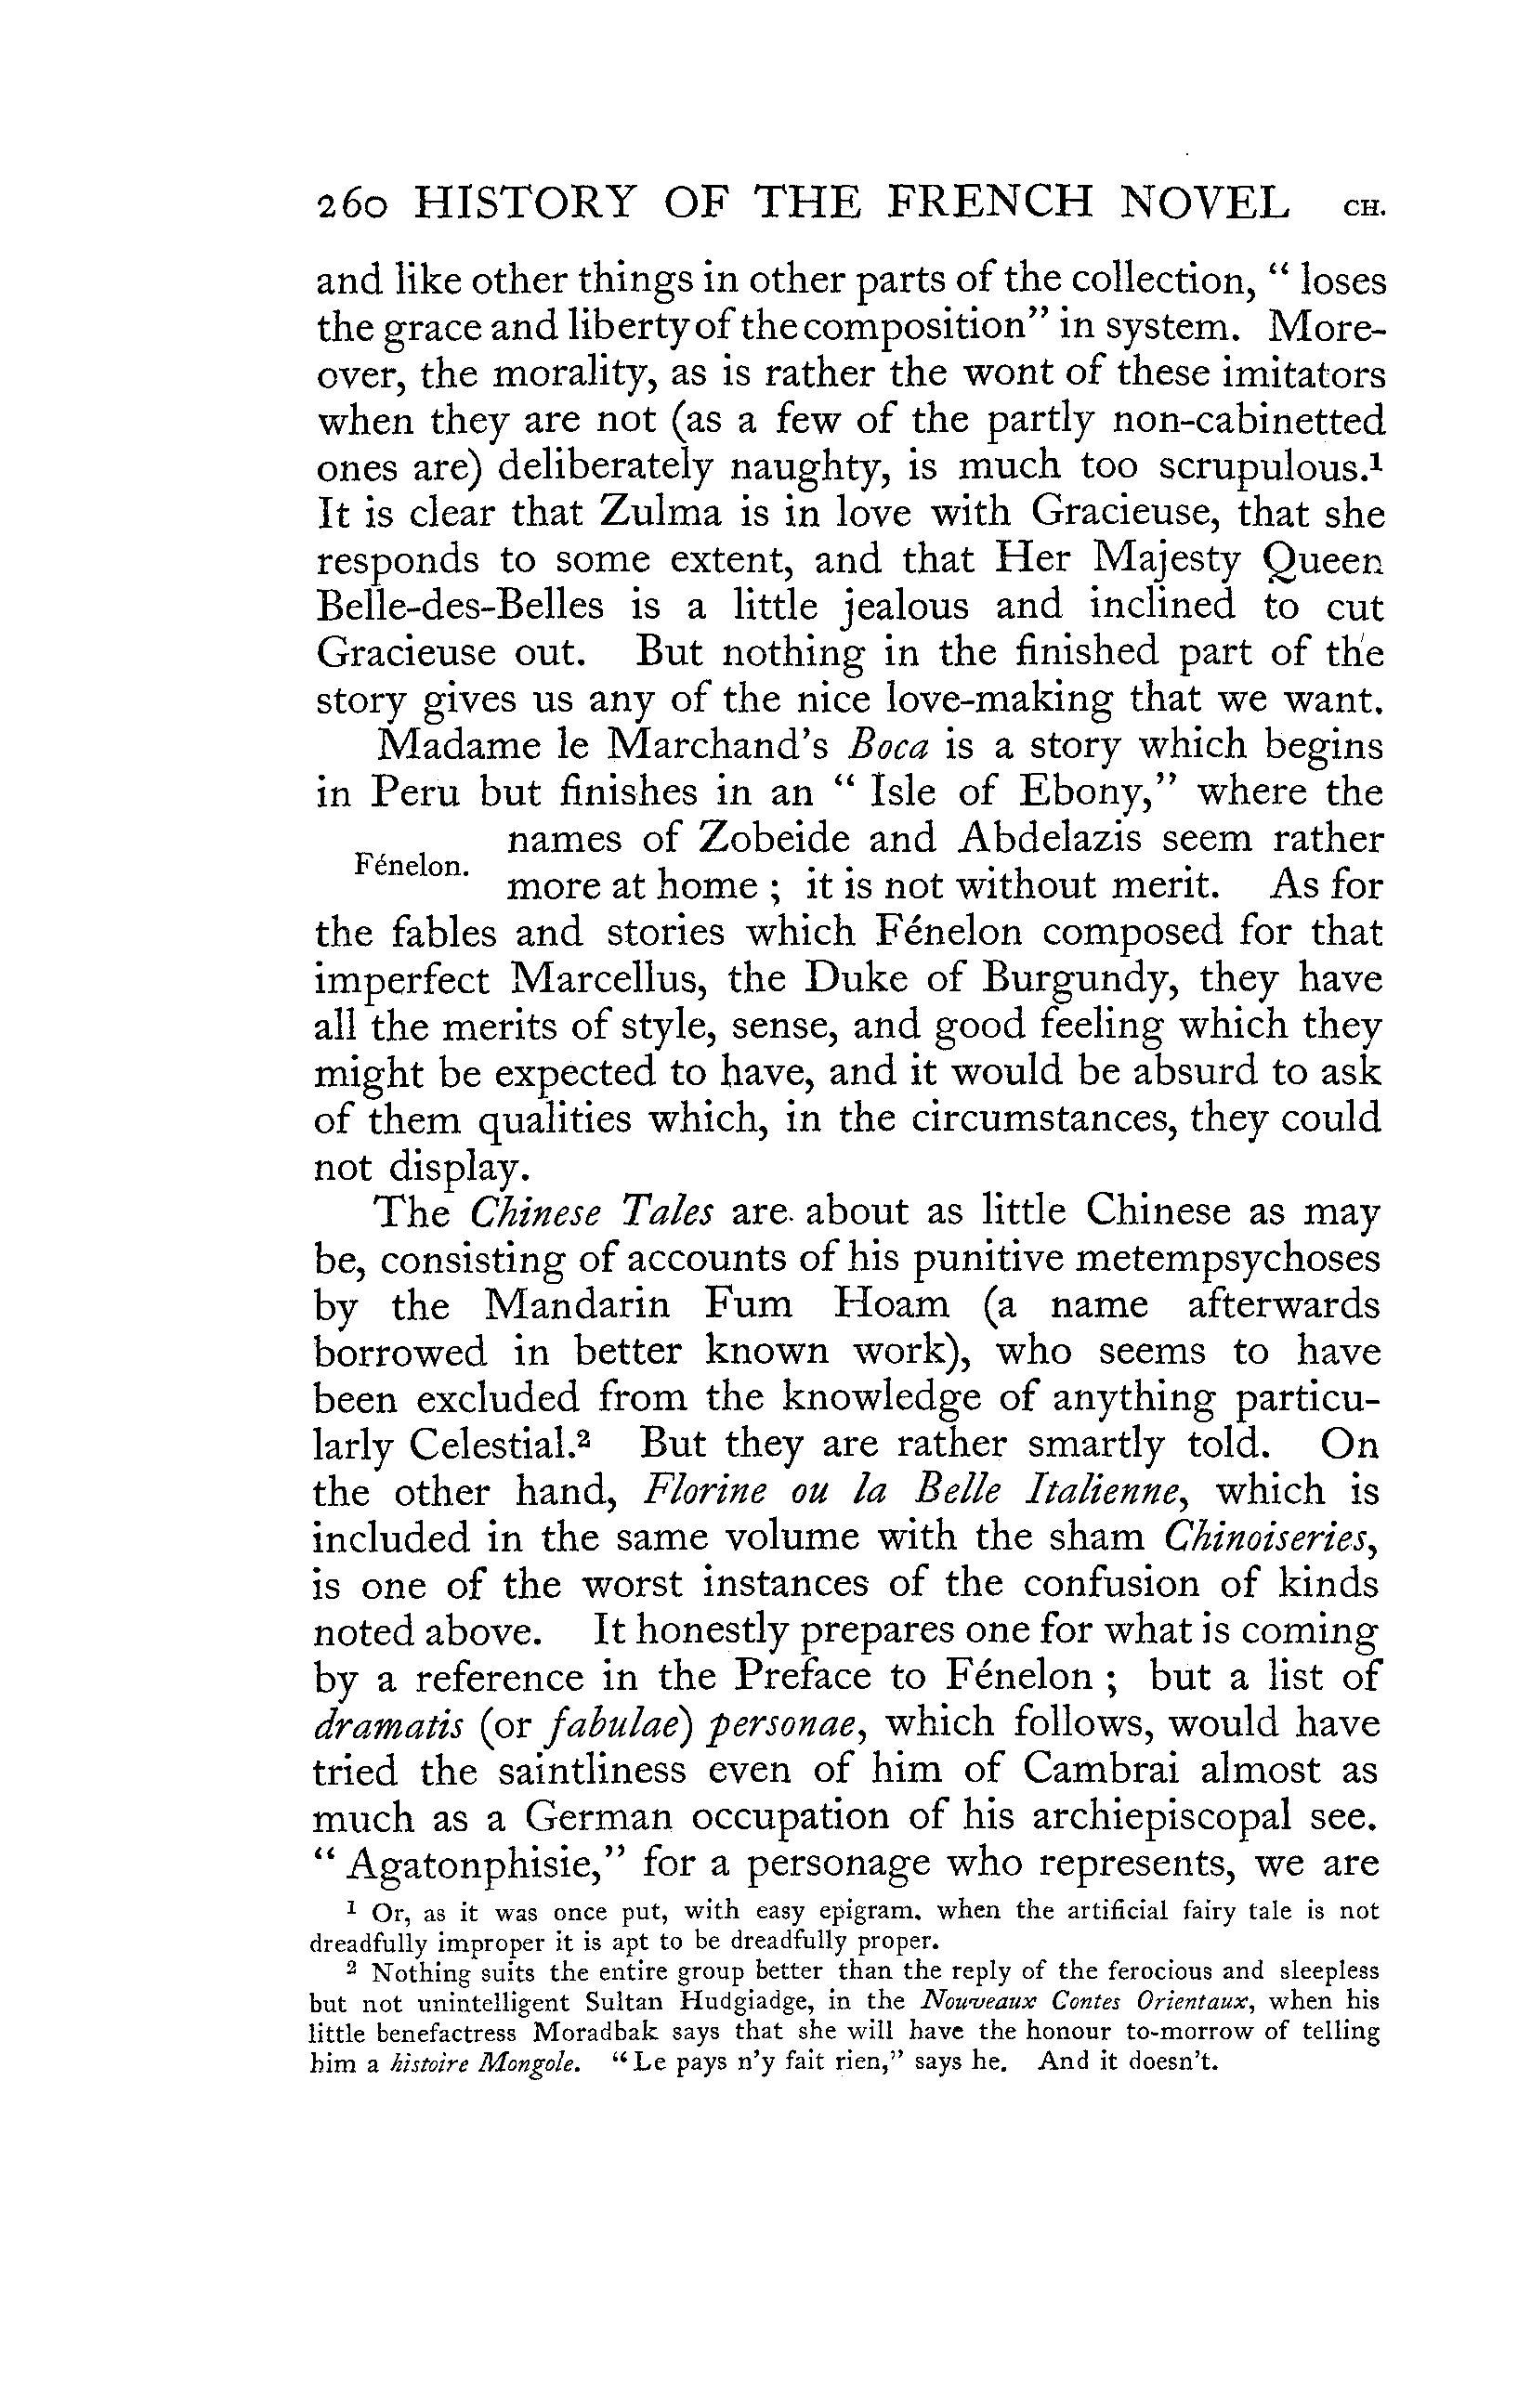 260 HISTORY OF THE FRENCH NOVEL CH.
and like other things in other parts of the collection, “ loses
the grace and liberty of the composition” in system. More-
over, the morality, as is rather the wont of these imitators
when they are not (as a few of the partly non-cabinetted
ones are) deliberately naughty, is much too scrupulous.¹
It is clear that Zulma is in love with Gracieuse, that she
responds to some extent, and that Her Majesty Queen
Belle-des-Belles is a little jealous and inclined to cut
Gracieuse out. But nothing in the finished part of the
story gives us any of the nice love-making that we want.
Madame le Marchand’s Boca is a story which begins
in Peru but finishes in an “ Isle of Ebony,” where the
names of Zobeide and Abdelazis seem rather
Fénelon.
more at home ; it is not without merit. As for
the fables and stories which Fénelon composed for that
imperfect Marcellus, the Duke of Burgundy, they have
all the merits of style, sense, and good feeling which they
might be expected to have, and it would be absurd to ask
of them qualities which, in the circumstances, they could
not display.
The Chinese Tales are about as little Chinese as may
be, consisting of accounts of his punitive metempsychoses
by the Mandarin Fum Hoam (a name afterwards
borrowed in better known work), who seems to have
been excluded from the knowledge of anything particu-
larly Celestial.² But they are rather smartly told. On
the other hand, Florine ou la Belle Italienne, which is
included in the same volume with the sham Chinoiseries,
is one of the worst instances of the confusion of kinds
noted above. It honestly prepares one for what is coming
by a reference in the Preface to Fénelon ; but a list of
dramatis (or fabulae) personae, which follows, would have
tried the saintliness even of him of Cambrai almost as
much as a German occupation of his archiepiscopal see.
“ Agatonphisie,” for a personage who represents, we are
¹ Or, as it was once put, with easy epigram. when the artificial fairy tale is not
dreadfully improper it is apt to be dreadfully proper.
² Nothing suits the entire group better than the reply of the ferocious and sleepless
but not unintelligent Sultan Hudgiadge, in the Nouveaux Contes Orientaux, when his
little benefactress Moradbak says that she will have the honour to-morrow of telling
him a histoire Mongole. “ Le pays n’y fait rien,” says he. And it doesn’t.